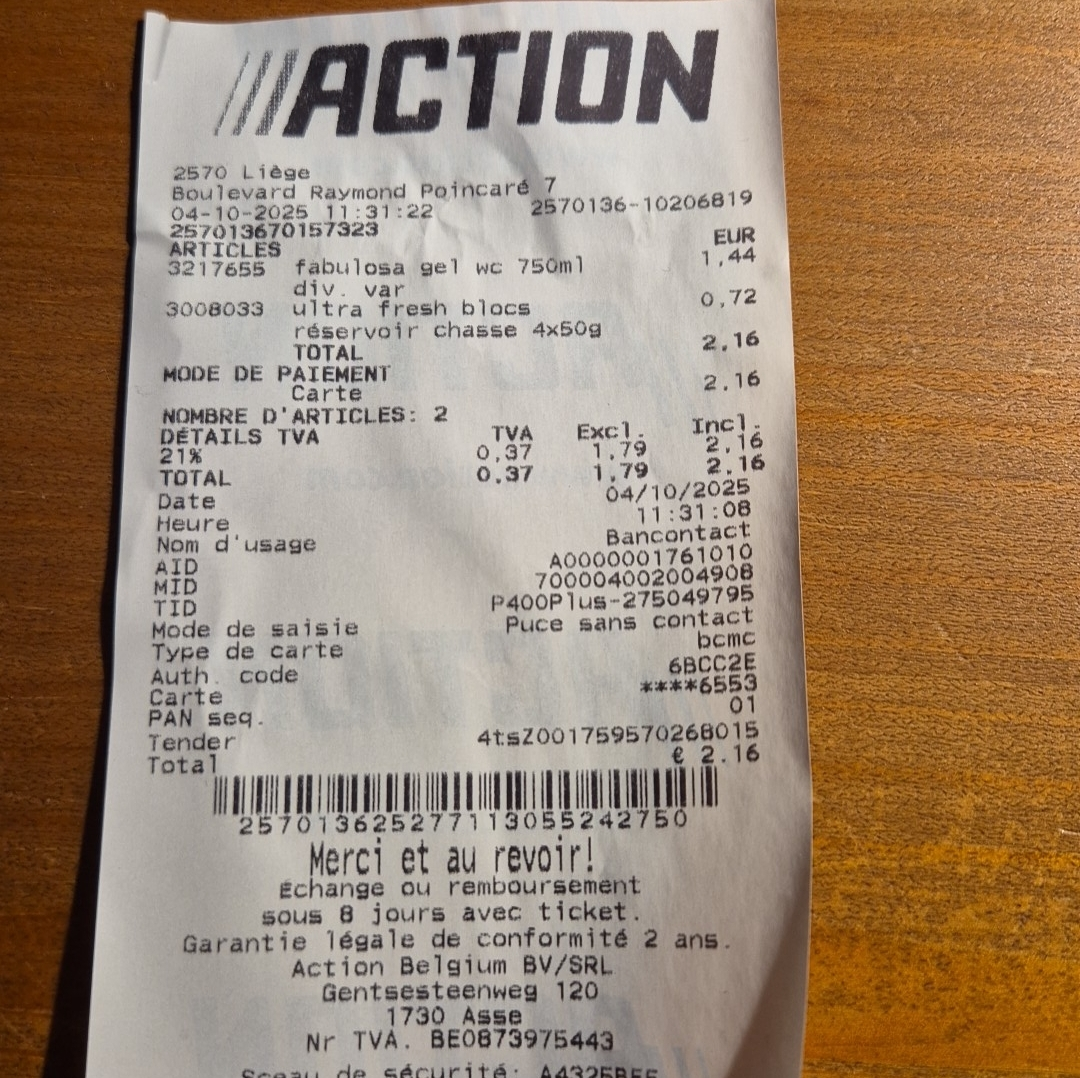 ACTION
2570 Liège
Boulevard Raymond Poincaré 7
04-10-2025 11:31:22 2570136-10206819
257013670157323
ARTICLES EUR
3217655 fabulosa gel wc 750ml 1,44
div. var
3008033 ultra fresh blocs 0,72
réservoir chasse 4x50g
TOTAL 2,16
MODE DE PAIEMENT
Carte 2,16
NOMBRE D'ARTICLES: 2
DÉTAILS TVA TVA Excl. Incl.
21% 0,37 1,79 2,16
TOTAL 0,37 1,79 2,16
Date 04/10/2025
Heure 11:31:08
Nom d'usage Bancontact
AID A0000001761010
MID 700004002004908
TID P400Plus-275049795
Mode de saisie Puce sans contact
Type de carte bcmc
Auth. code 6BCC2E
Carte ****6553
PAN seq. 01
Tender 4tsZ001759570268015
Total € 2.16
2570136252771130552427​50
Merci et au revoir!
Échange ou remboursement
sous 8 jours avec ticket.
Garantie légale de conformité 2 ans.
Action Belgium BV/SRL
Gentsesteenweg 120
1730 Asse
Nr TVA. BE0873975443
Sceau de sécurité: